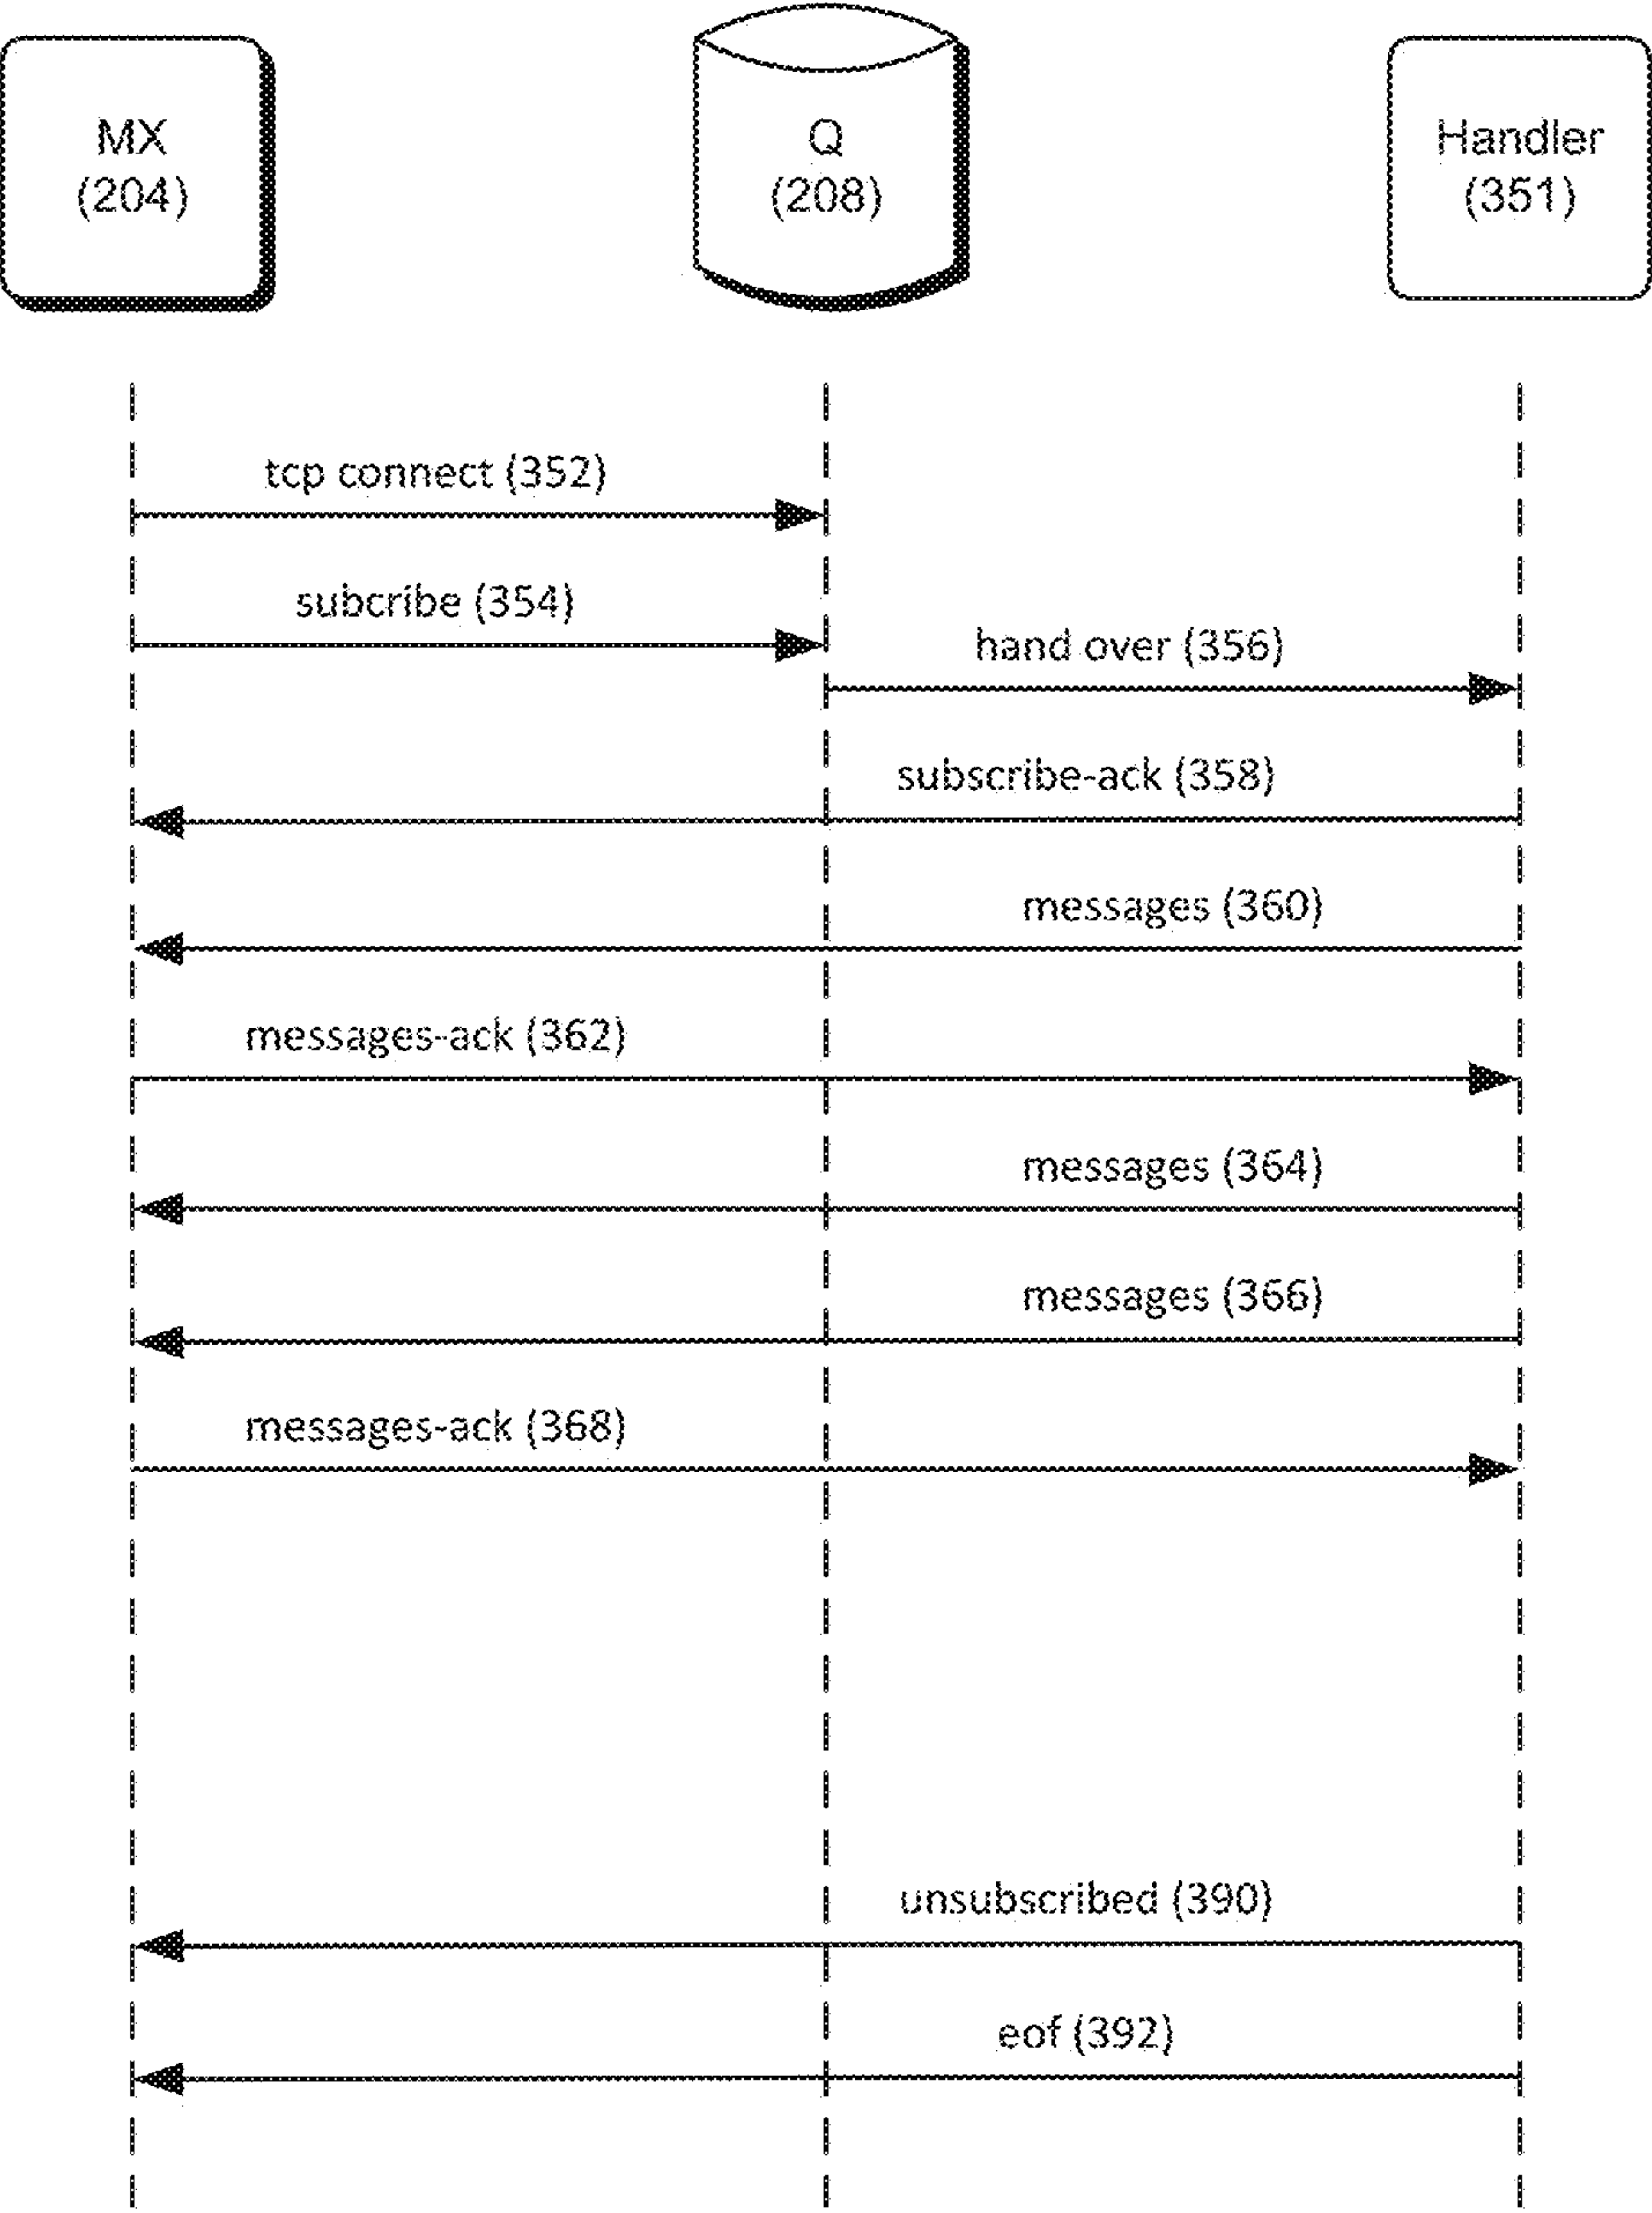 MX
(204)
Q
(208)
Handler
(351)
tcp connect (352)
subcribe (354)
hand over (356)
subscribe-ack (358)
messages (360)
messages-ack (362)
messages (364)
messages (366)
messages-ack (368)
unsubscribed (390)
eof (392)